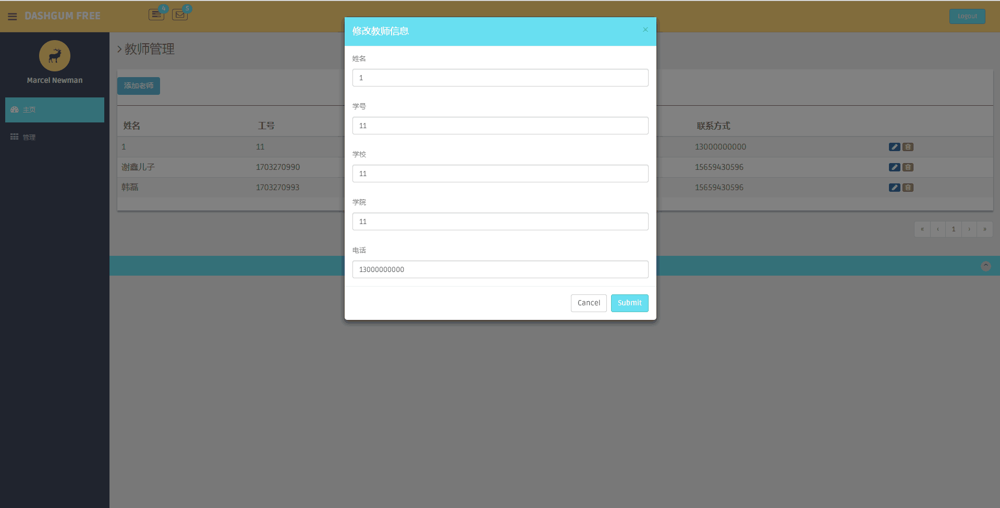 DASHGUM FREE
4
5
Logout
Marcel Newman
主页
管理
教师管理
添加老师
姓名 工号 联系方式
1 11 13000000000
谢鑫儿子 1703270990 15659430596
韩磊 1703270993 15659430596
« ‹ 1 › »
修改教师信息 ×
姓名
1
学号
11
学校
11
学院
11
电话
13000000000
Cancel Submit